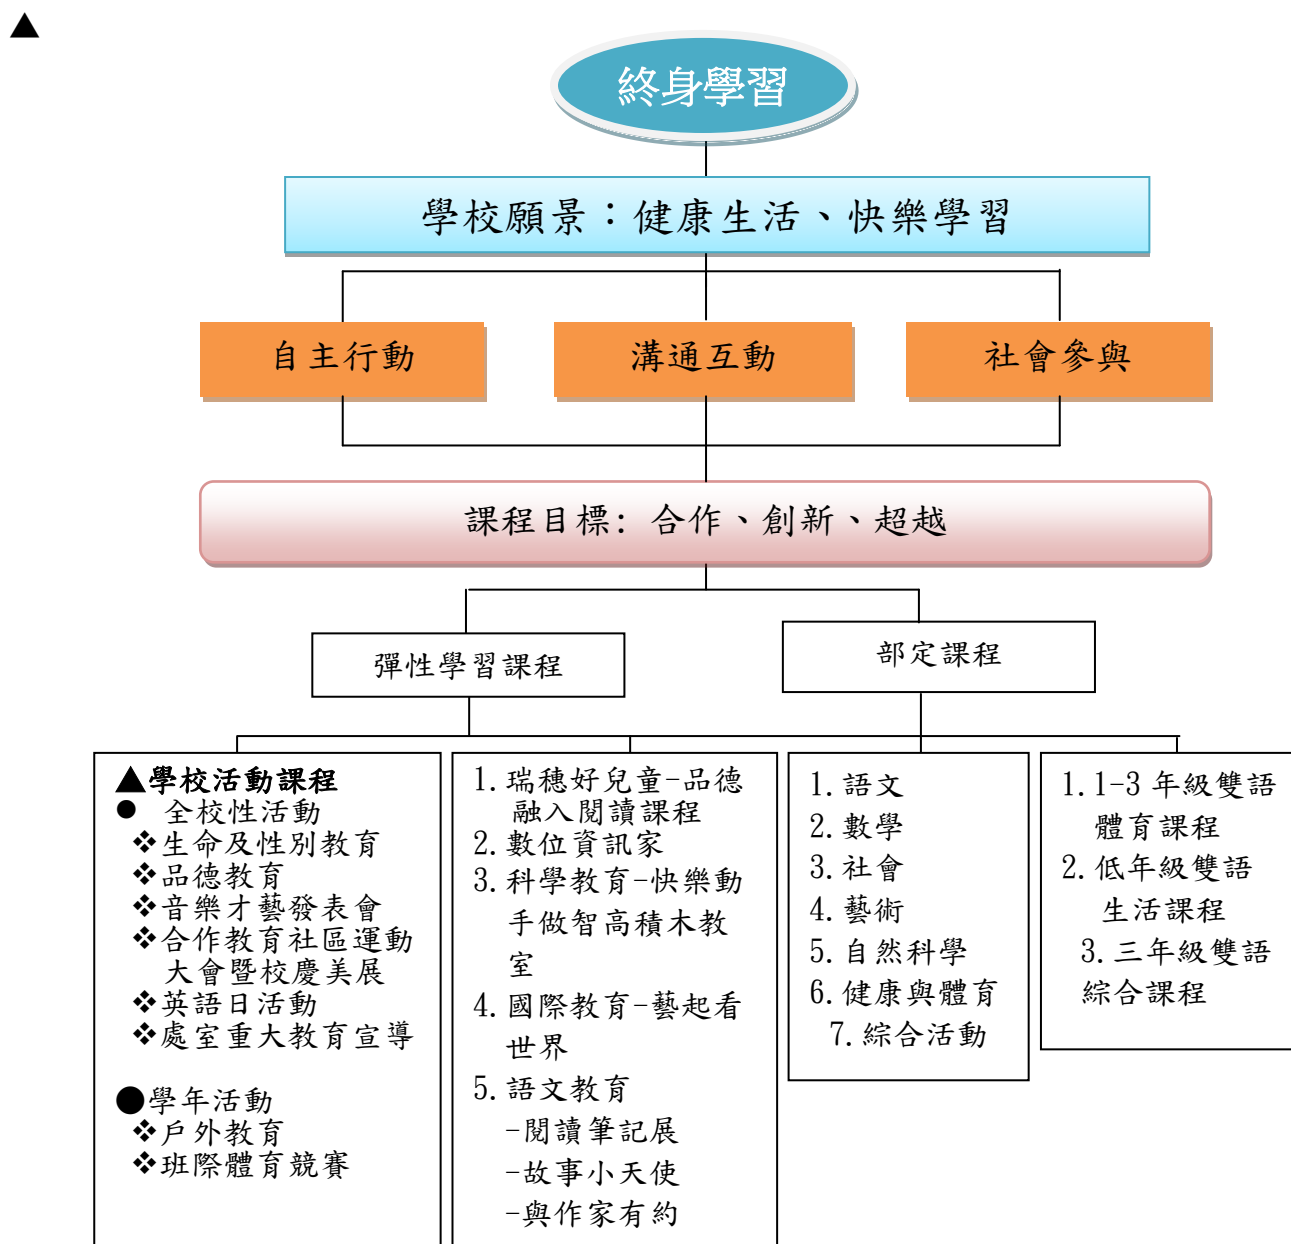 ▲
終身學習
學校願景：健康生活、快樂學習
自主行動
溝通互動
社會參與
課程目標: 合作、創新、超越
彈性學習課程
部定課程
▲學校活動課程
● 全校性活動
❖生命及性別教育
❖品德教育
❖音樂才藝發表會
❖合作教育社區運動
大會暨校慶美展
❖英語日活動
❖處室重大教育宣導
●學年活動
❖戶外教育
❖班際體育競賽
1.瑞穗好兒童-品德
融入閱讀課程
2.數位資訊家
3.科學教育-快樂動
手做智高積木教
室
4.國際教育-藝起看
世界
5.語文教育
-閱讀筆記展
-故事小天使
-與作家有約
1.語文
2.數學
3.社會
4.藝術
5.自然科學
6.健康與體育
7.綜合活動
1.1-3 年級雙語
體育課程
2.低年級雙語
生活課程
3.三年級雙語
綜合課程